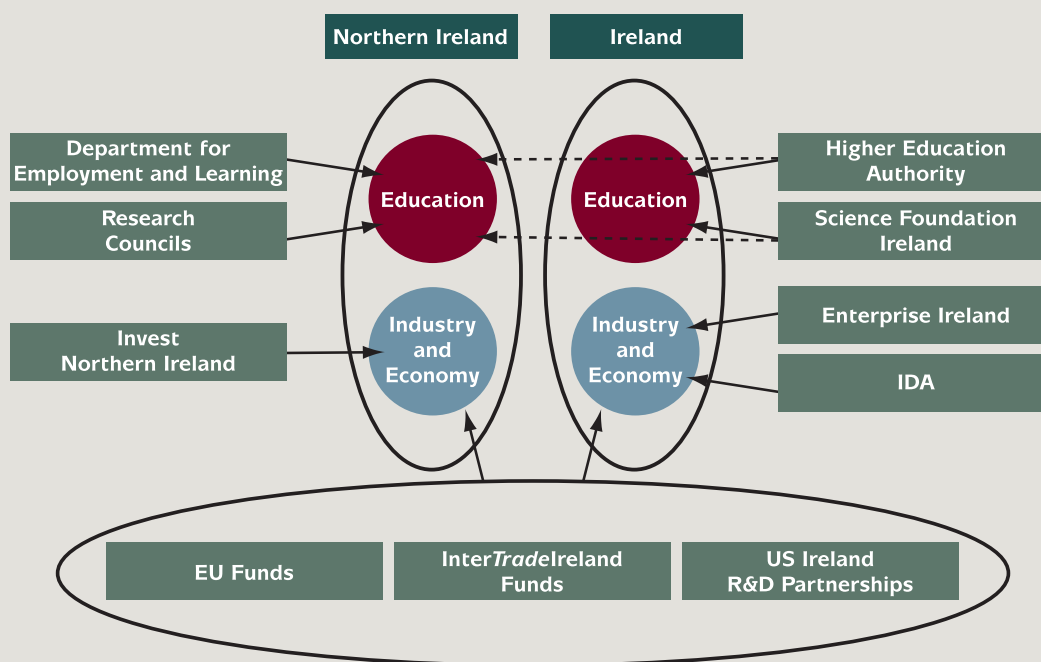 Northern Ireland
Ireland
Department for
Employment and Learning
Research
Councils
Invest
Northern Ireland
Education
Industry
and
Economy
Education
Industry
and
Economy
Higher Education
Authority
Science Foundation
Ireland
Enterprise Ireland
IDA
EU Funds
InterTradeIreland
Funds
US Ireland
R&D Partnerships